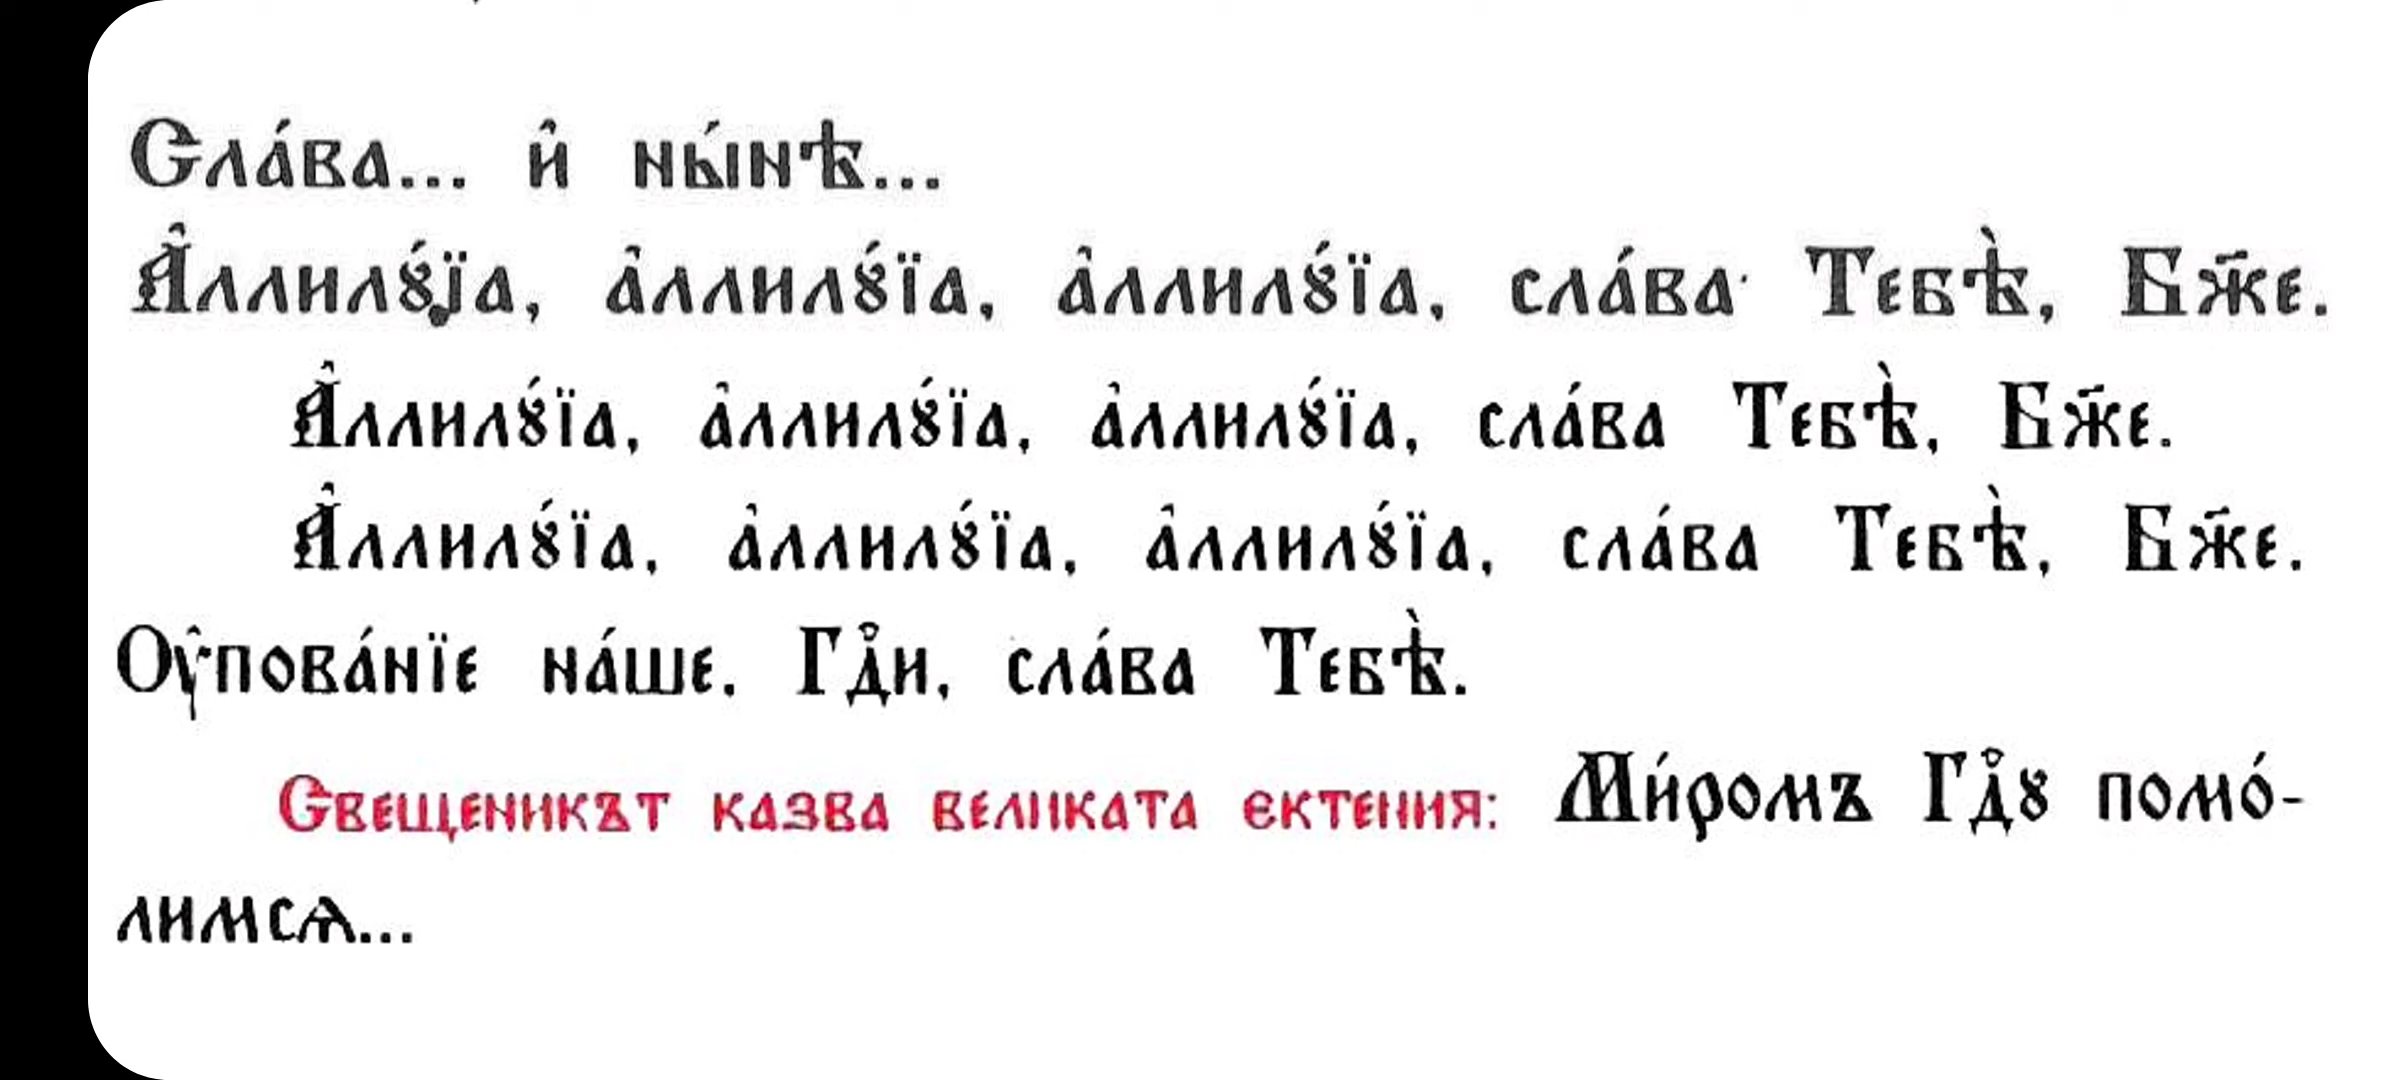 Сла́ва... и҆ ны́нѣ...
А҆ллилꙋ́їа, а҆ллилꙋ́їа, а҆ллилꙋ́їа, сла́ва Тебѣ̀, Бж҃е.
А҆ллилꙋ́їа, а҆ллилꙋ́їа, а҆ллилꙋ́їа, сла́ва Тебѣ̀, Бж҃е.
А҆ллилꙋ́їа, а҆ллилꙋ́їа, а҆ллилꙋ́їа, сла́ва Тебѣ̀, Бж҃е.
Оу҆пова́нїе на́ше, Гдⷭ҇и, сла́ва Тебѣ̀.
Свещеникът казва великата єктения: Ми́ромъ Гдⷭ҇ꙋ помо́-
лимсѧ...